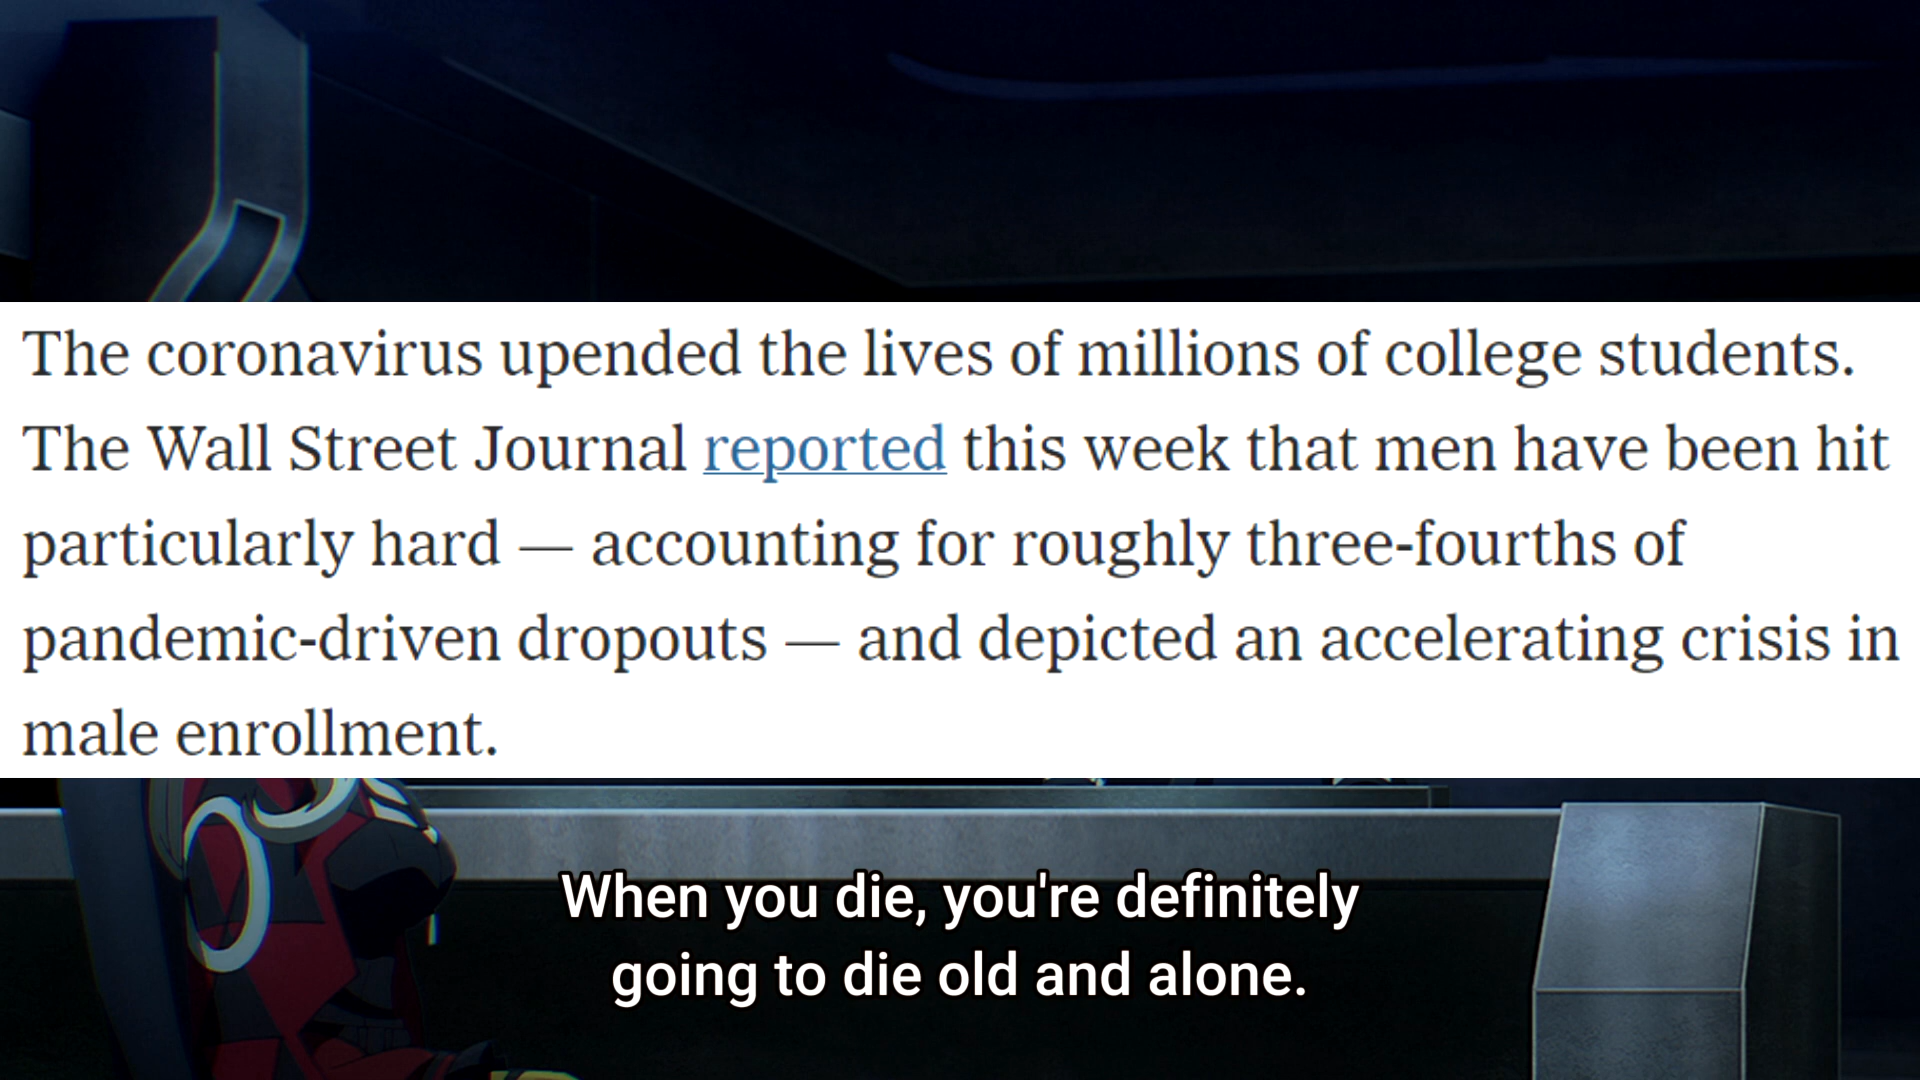 The coronavirus upended the lives of millions of college students.
The Wall Street Journal reported this week that men have been hit
particularly hard — accounting for roughly three-fourths of
pandemic-driven dropouts — and depicted an accelerating crisis in
male enrollment.
When you die, you're definitely
going to die old and alone.